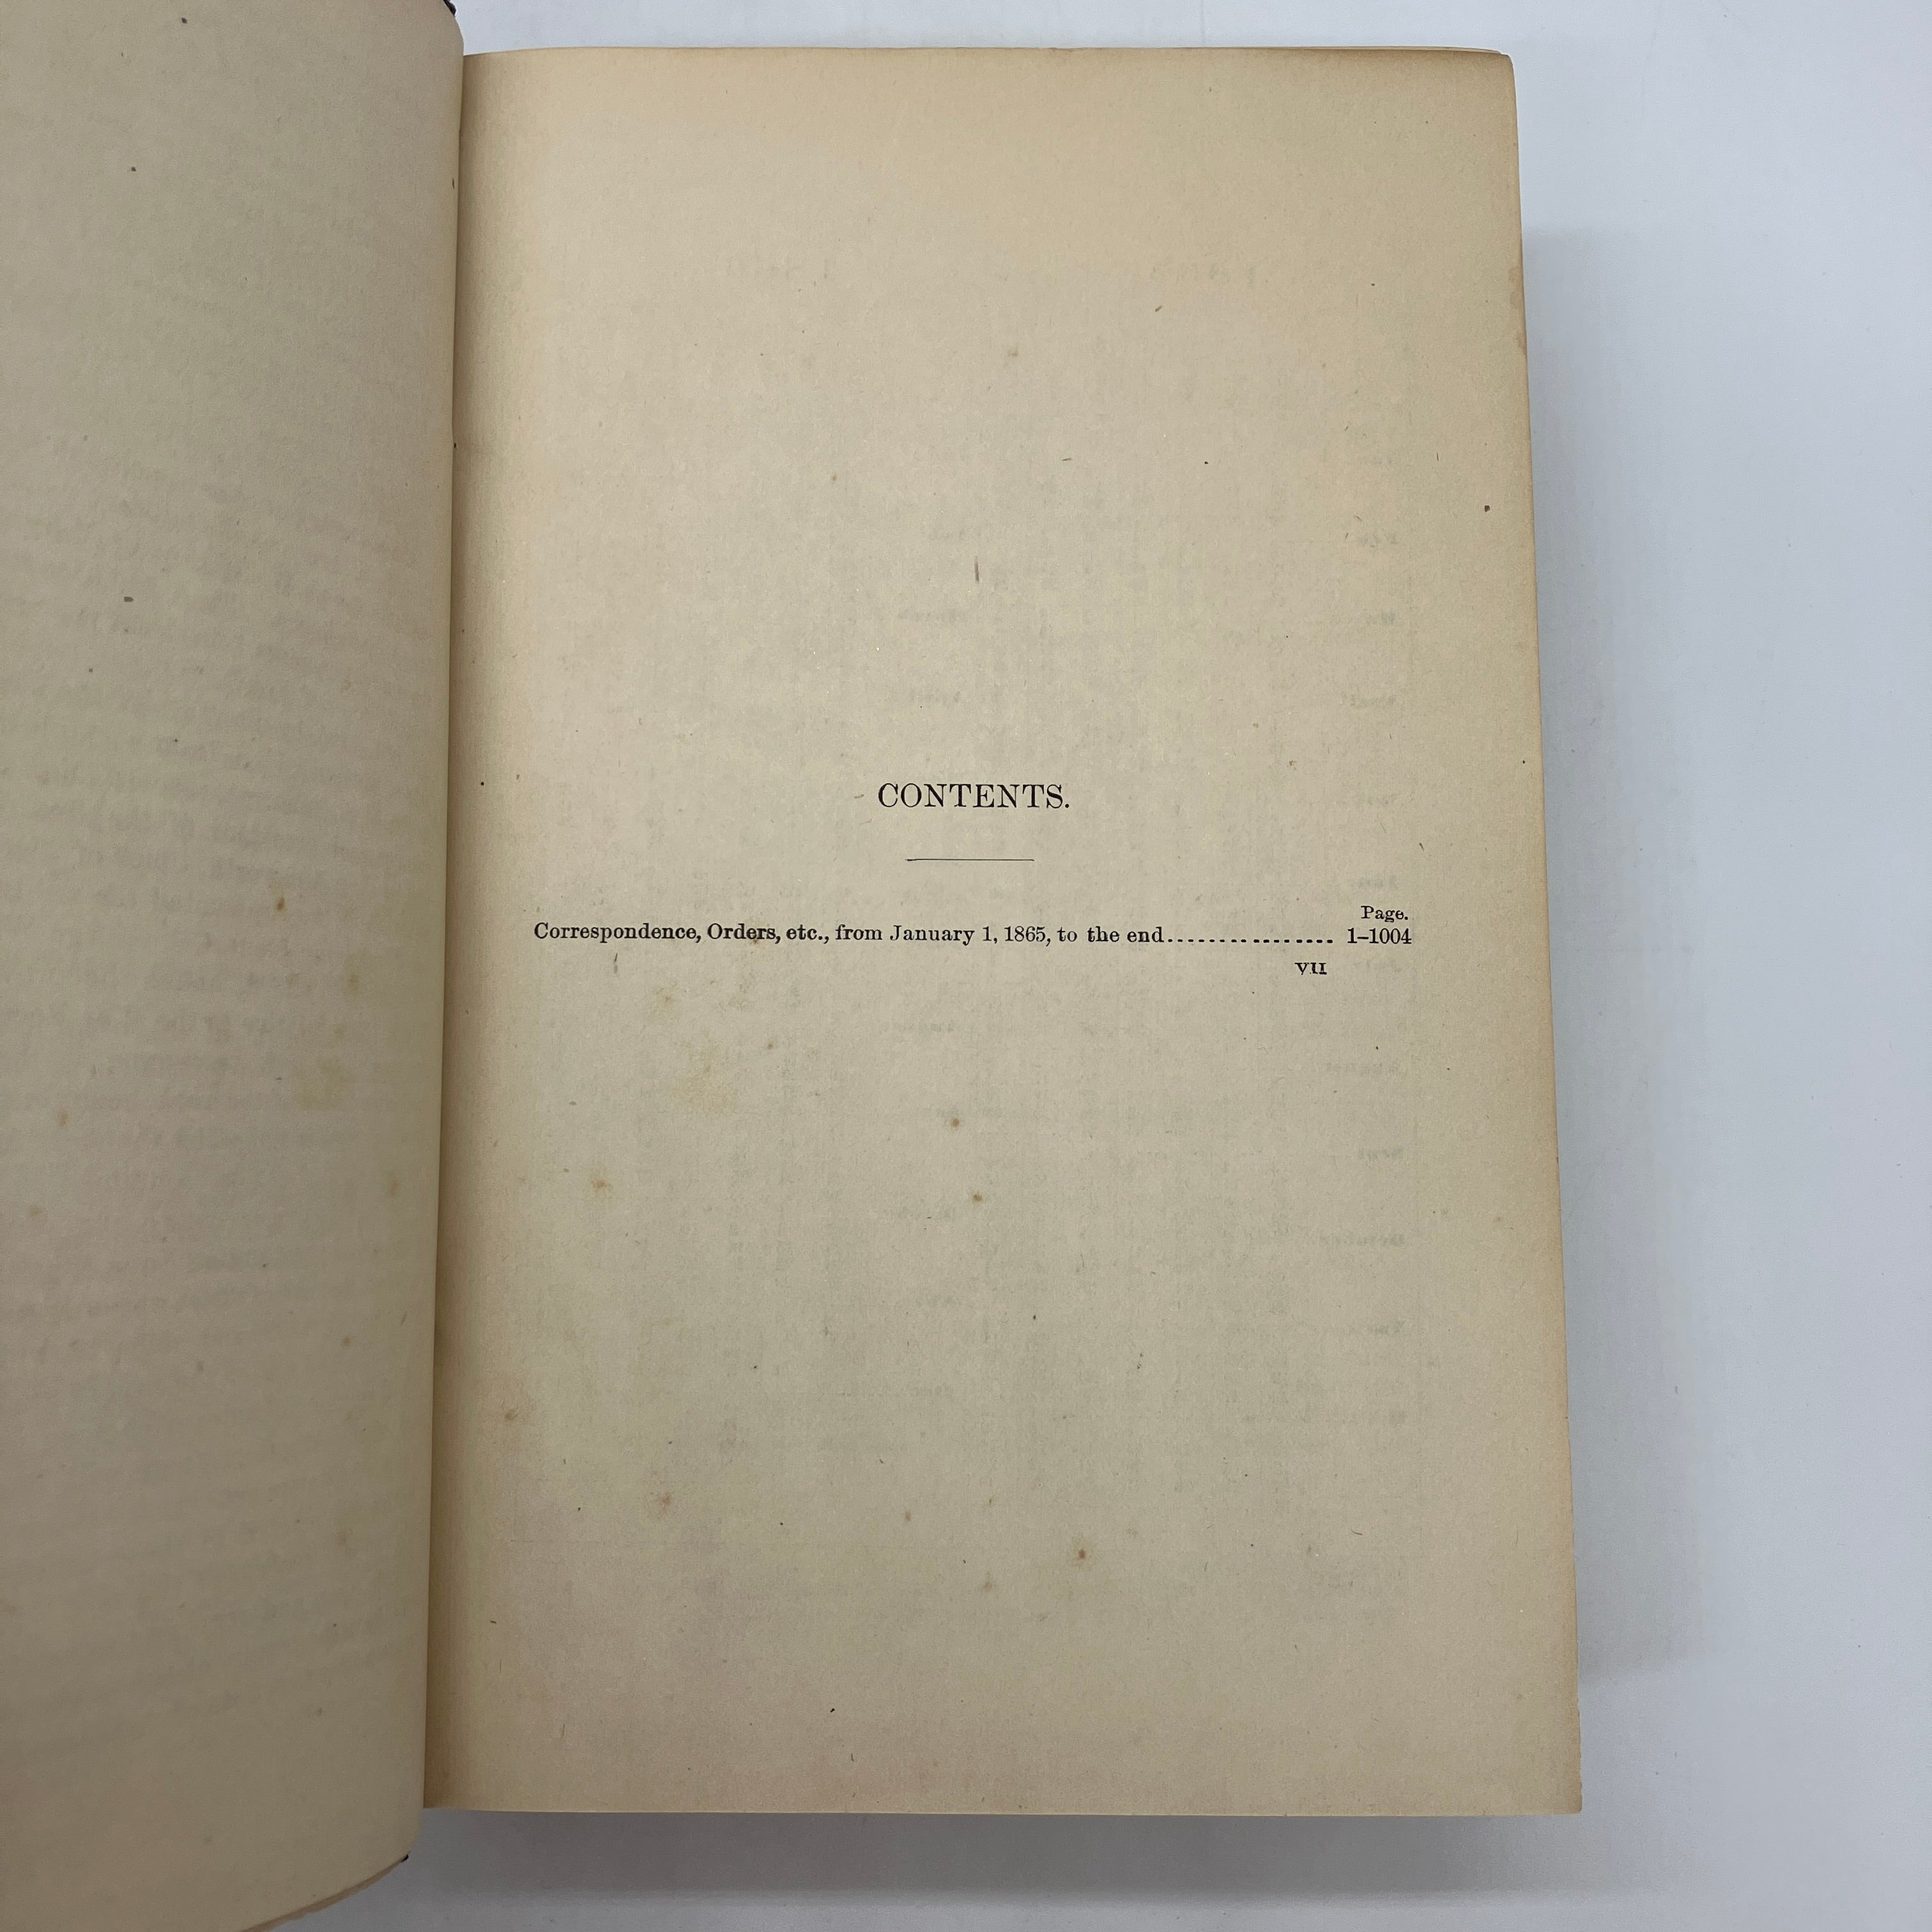 CONTENTS.
Page.
Correspondence, Orders, etc., from January 1, 1865, to the end................ 1–1004
VII